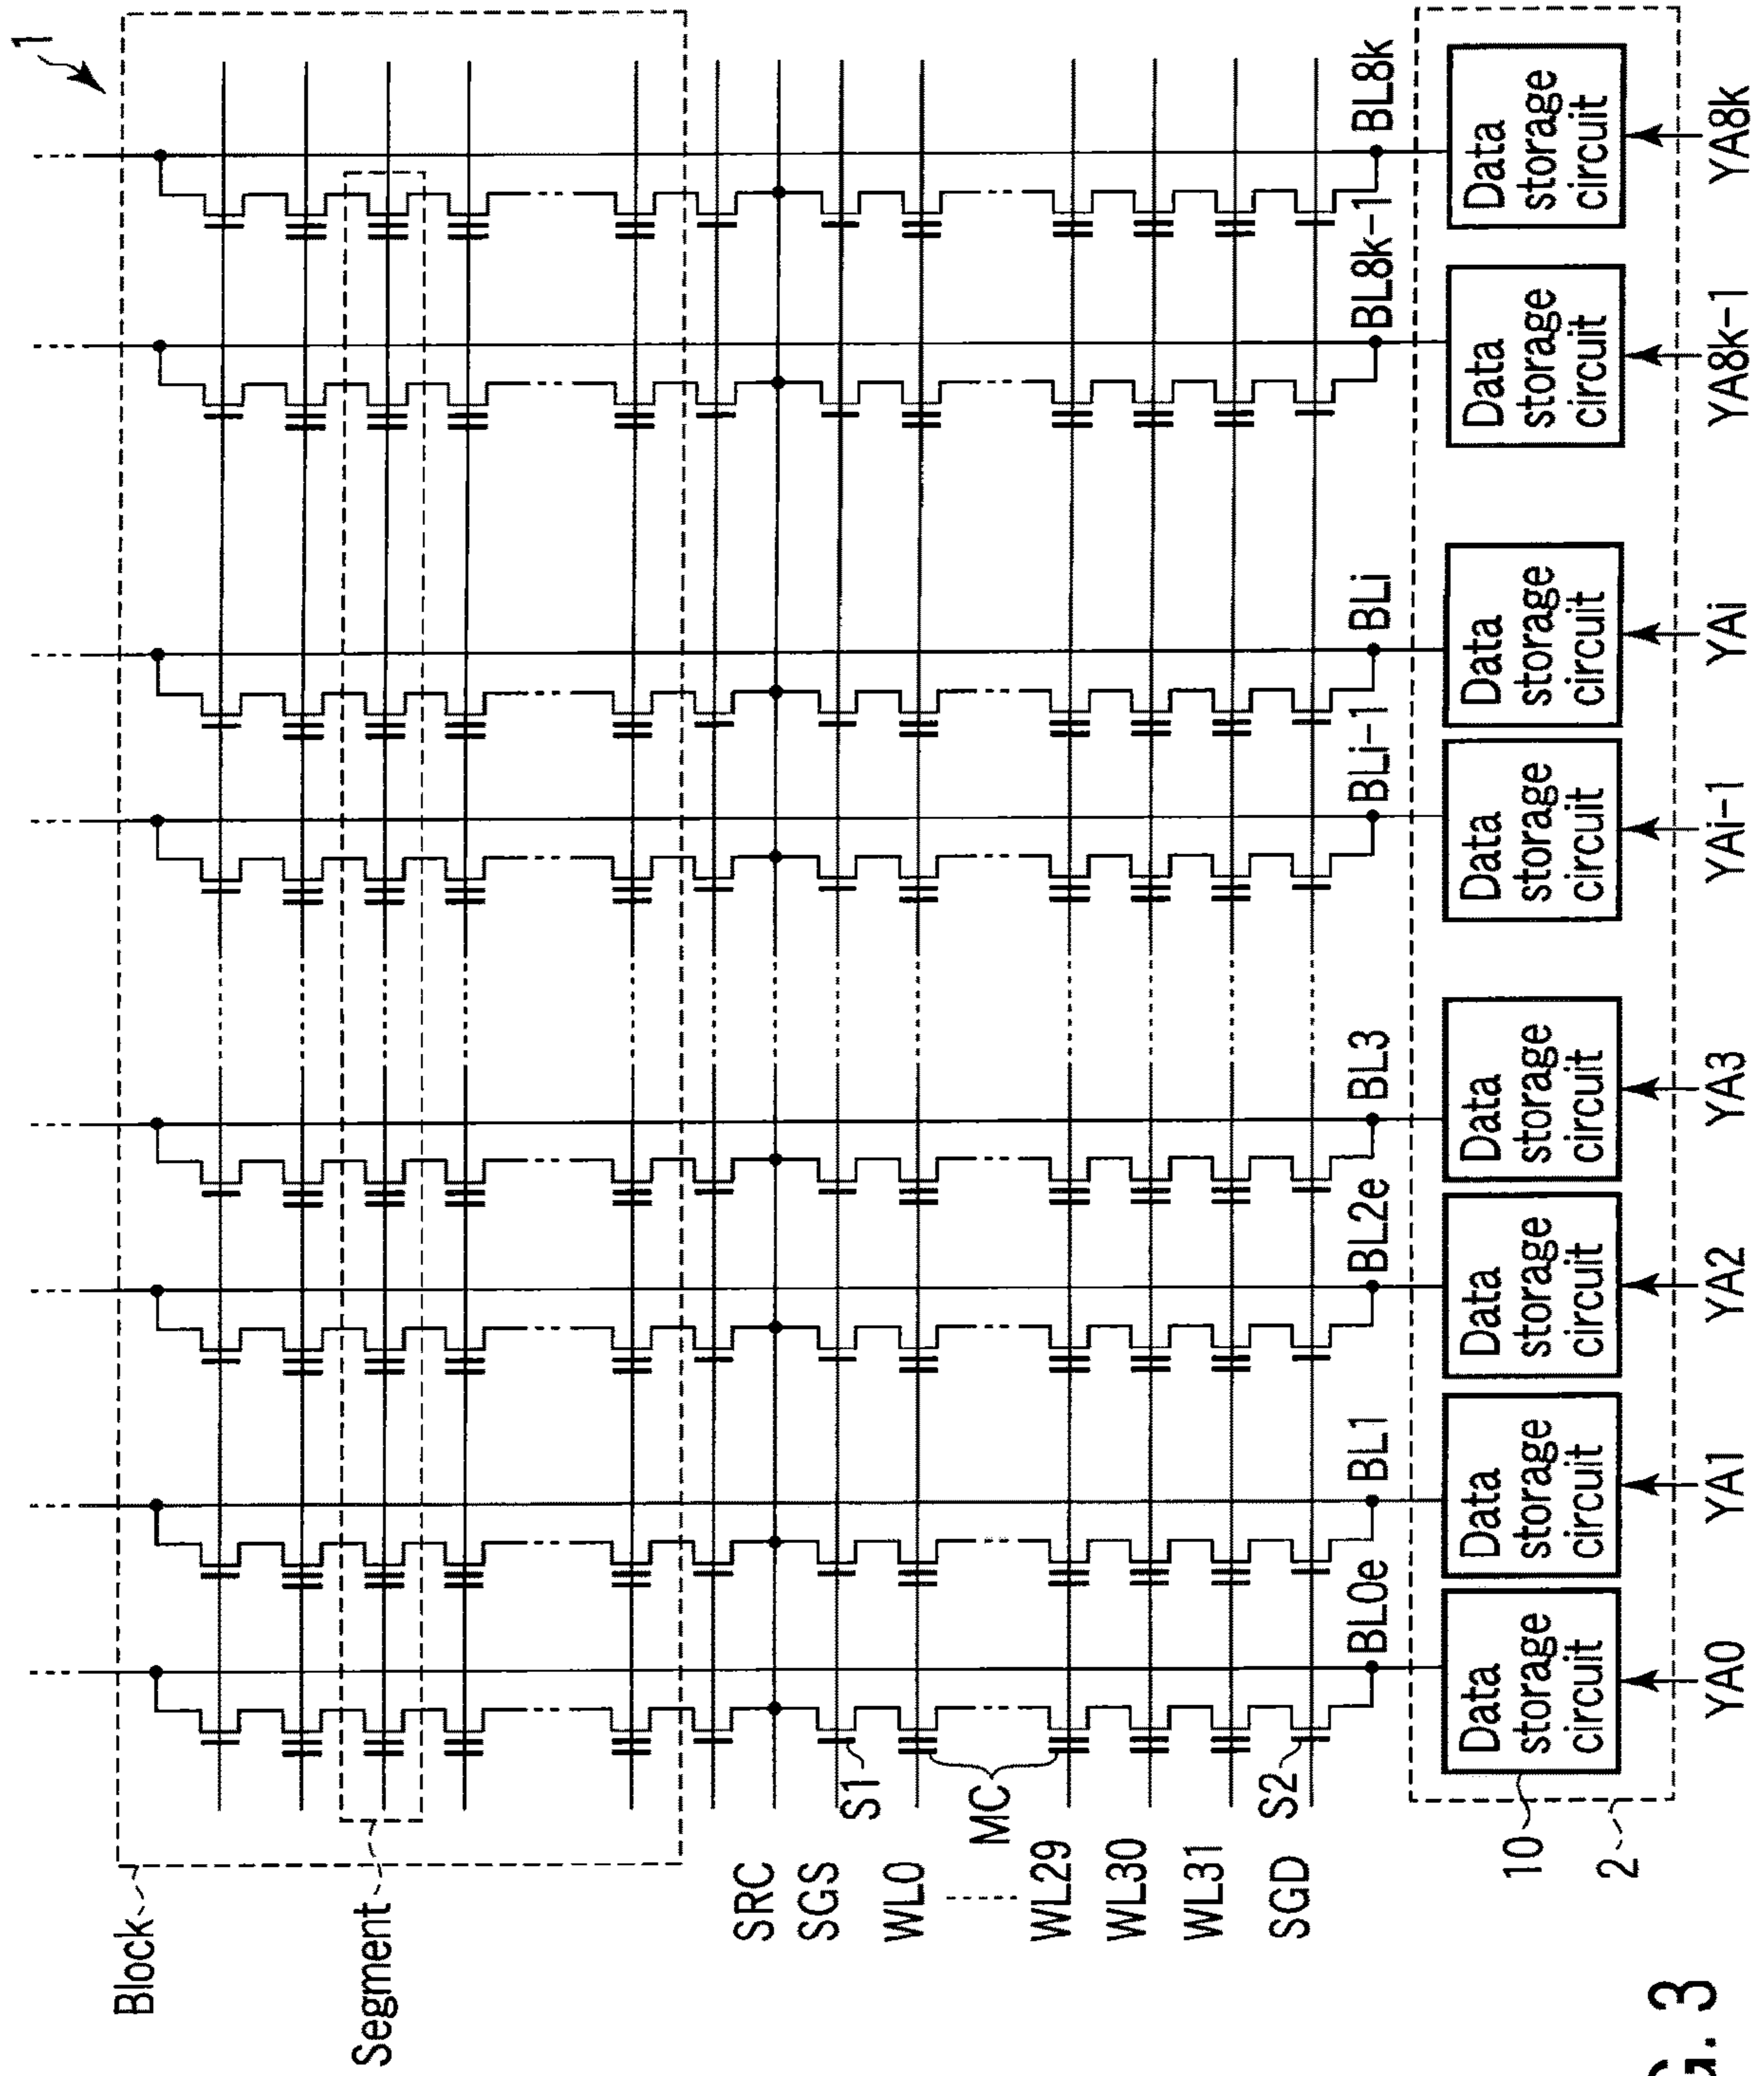 1
Block
Segment
SRC
SGS
WL0
WL29
WL30
WL31
SGD
S1
MC
S2
BL0e
BL1
BL2e
BL3
BLi-1
BLi
BL8k-1
BL8k
Data
storage
circuit
Data
storage
circuit
Data
storage
circuit
Data
storage
circuit
Data
storage
circuit
Data
storage
circuit
Data
storage
circuit
Data
storage
circuit
10
2
YA0
YA1
YA2
YA3
YAi-1
YAi
YA8k-1
YA8k
G. 3